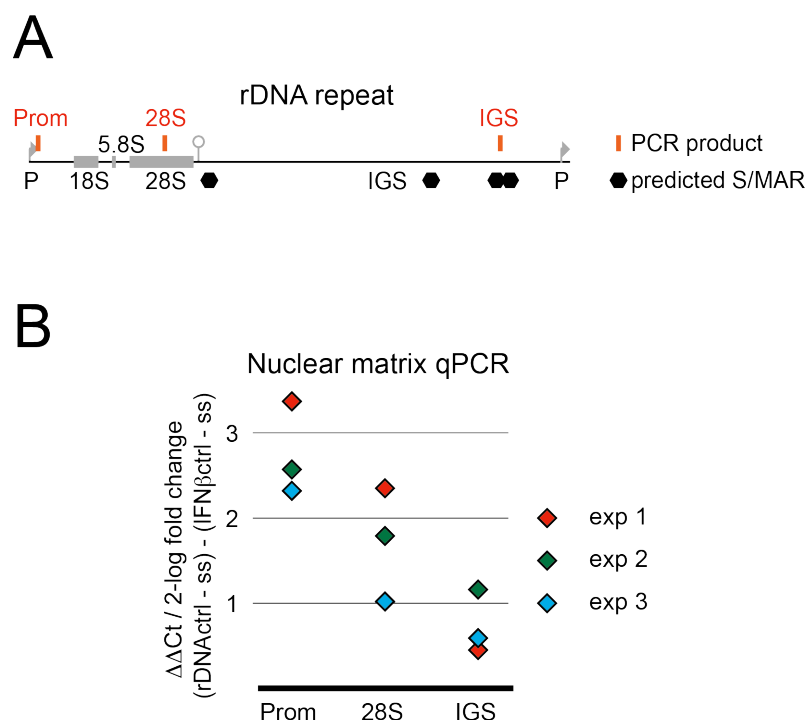 A
rDNA repeat
Prom 28S IGS
5.8S PCR product
P 18S 28S IGS P predicted S/MAR
B
Nuclear matrix qPCR
ΔΔCt / 2-log fold change
(rDNActrl - ss) - (IFNβctrl - ss)
3
2
1
exp 1
exp 2
exp 3
Prom 28S IGS